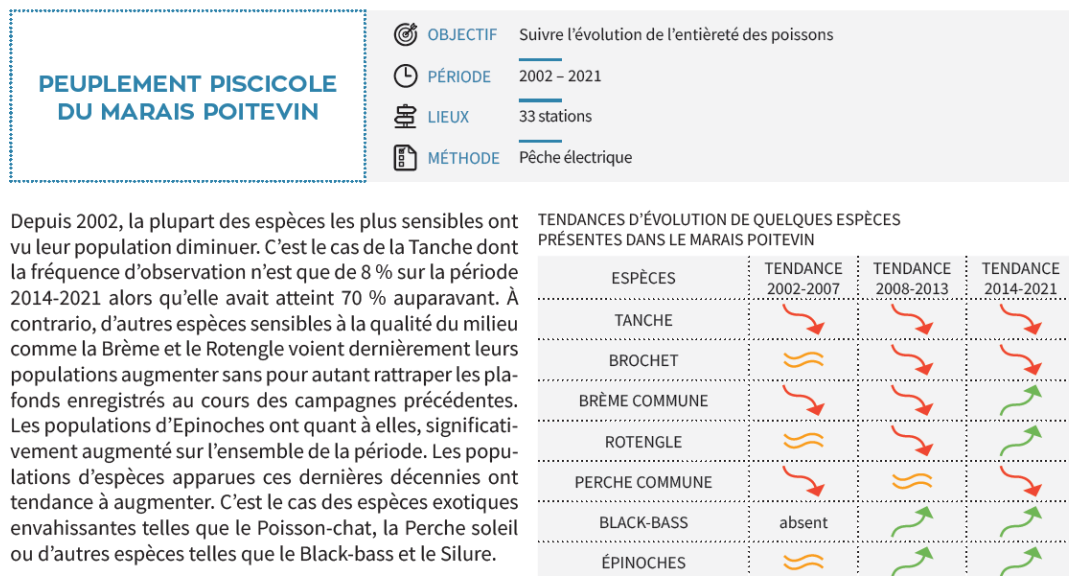 PEUPLEMENT PISCICOLE
DU MARAIS POITEVIN
OBJECTIF Suivre l’évolution de l’entièreté des poissons
PÉRIODE 2002 – 2021
LIEUX 33 stations
MÉTHODE Pêche électrique
Depuis 2002, la plupart des espèces les plus sensibles ont
vu leur population diminuer. C’est le cas de la Tanche dont
la fréquence d’observation n’est que de 8 % sur la période
2014-2021 alors qu’elle avait atteint 70 % auparavant. À
contrario, d’autres espèces sensibles à la qualité du milieu
comme la Brème et le Rotengle voient dernièrement leurs
populations augmenter sans pour autant rattraper les pla-
fonds enregistrés au cours des campagnes précédentes.
Les populations d’Epinoches ont quant à elles, significati-
vement augmenté sur l’ensemble de la période. Les popu-
lations d’espèces apparues ces dernières décennies ont
tendance à augmenter. C’est le cas des espèces exotiques
envahissantes telles que le Poisson-chat, la Perche soleil
ou d’autres espèces telles que le Black-bass et le Silure.
TENDANCES D’ÉVOLUTION DE QUELQUES ESPÈCES
PRÉSENTES DANS LE MARAIS POITEVIN
ESPÈCES TENDANCE 2002-2007 TENDANCE 2008-2013 TENDANCE 2014-2021
TANCHE
BROCHET
BRÈME COMMUNE
ROTENGLE
PERCHE COMMUNE
BLACK-BASS absent
ÉPINOCHES